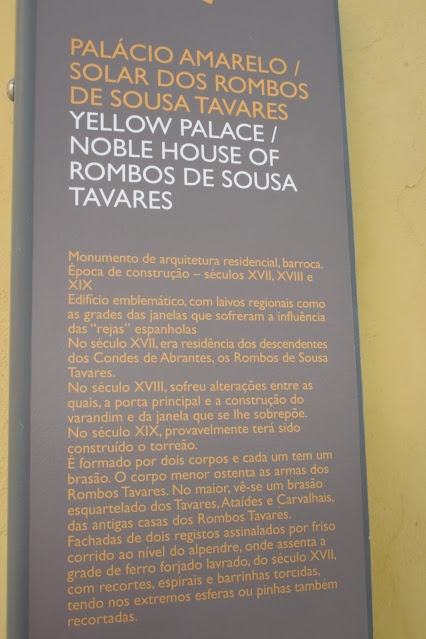 PALÁCIO AMARELO /
SOLAR DOS ROMBOS
DE SOUSA TAVARES
YELLOW PALACE /
NOBLE HOUSE OF
ROMBOS DE SOUSA
TAVARES
Monumento de arquitetura residencial, barroca.
Época de construção – séculos XVII, XVIII e
XIX
Edifício emblemático, com laivos regionais como
as grades das janelas que sofreram a influência
das "rejas" espanholas
No século XVII, era residência dos descendentes
dos Condes de Abrantes, os Rombos de Sousa
Tavares.
No século XVIII, sofreu alterações entre as
quais, a porta principal e a construção do
varandim e da janela que se lhe sobrepõe.
No século XIX, provavelmente terá sido
construído o torreão.
É formado por dois corpos e cada um tem um
brasão. O corpo menor ostenta as armas dos
Rombos Tavares. No maior, vê-se um brasão
esquartelado dos Tavares, Ataídes e Carvalhais,
das antigas casas dos Rombos Tavares.
Fachadas de dois registos assinalados por friso
corrido ao nível do alpendre, onde assenta a
grade de ferro forjado lavrado, do século XVII,
com recortes, espirais e barrinhas torcidas,
tendo nos extremos esferas ou pinhas também
recortadas.